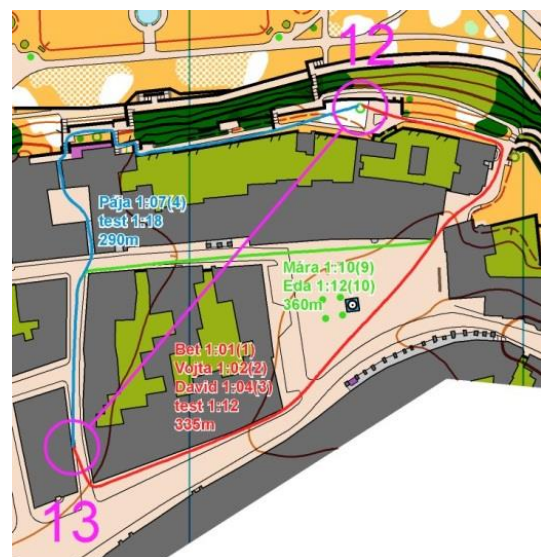 12
Pája 1:07(4)
test 1:18
290m
Mára 1:10(9)
Eda 1:12(10)
360m
Bet 1:01(1)
Vojta 1:02(2)
David 1:04(3)
test 1:12
335m
13